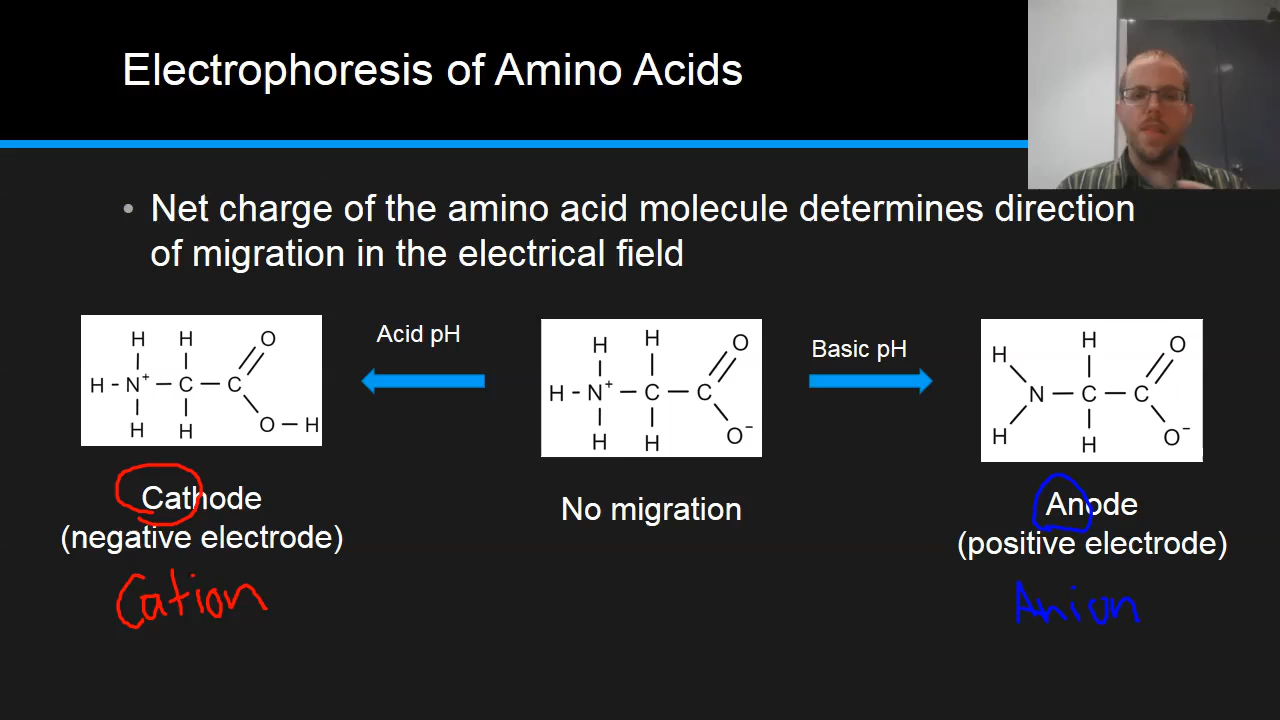 Electrophoresis of Amino Acids
• Net charge of the amino acid molecule determines direction
of migration in the electrical field
H H O
H - N⁺ — C — C
H H O — H
Acid pH
H H O
H - N⁺ — C — C
H H O⁻
Basic pH
H H O
N — C — C
H H O⁻
Cathode
(negative electrode)
Cation
No migration
Anode
(positive electrode)
Anion